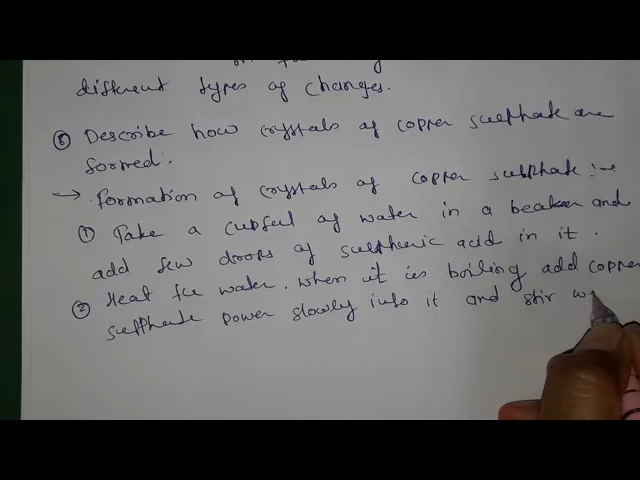 different types of changes.
⑧ Describe how crystals of copper sulphate are
formed.
→ Formation of crystals of copper sulphate :→
① Take a cupful of water in a beaker and
add few drops of sulphuric acid in it.
② Heat the water. When it is boiling add copper
sulphate power slowly into it and stir